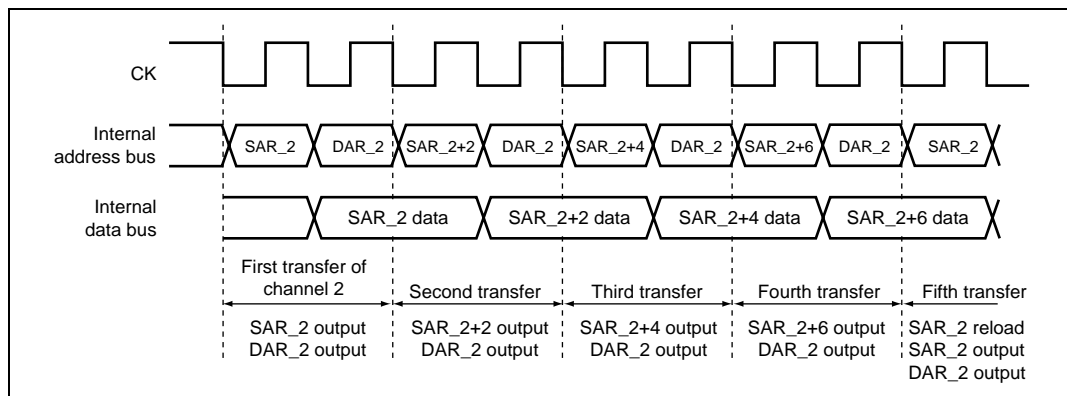 CK
Internal
address bus
SAR_2 DAR_2 SAR_2+2 DAR_2 SAR_2+4 DAR_2 SAR_2+6 DAR_2 SAR_2
Internal
data bus
SAR_2 data SAR_2+2 data SAR_2+4 data SAR_2+6 data
First transfer of
channel 2
Second transfer
Third transfer
Fourth transfer
Fifth transfer
SAR_2 output
DAR_2 output
SAR_2+2 output
DAR_2 output
SAR_2+4 output
DAR_2 output
SAR_2+6 output
DAR_2 output
SAR_2 reload
SAR_2 output
DAR_2 output